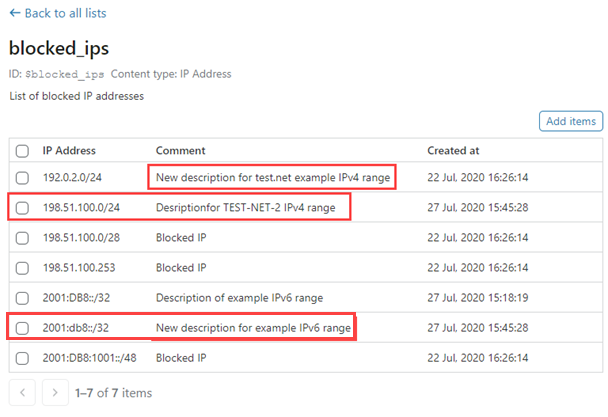 ← Back to all lists
blocked_ips
ID: $blocked_ips Content type: IP Address
List of blocked IP addresses
Add items
IP Address Comment Created at
192.0.2.0/24 New description for test.net example IPv4 range 22 Jul, 2020 16:26:14
198.51.100.0/24 Desriptionfor TEST-NET-2 IPv4 range 27 Jul, 2020 15:45:28
198.51.100.0/28 Blocked IP 22 Jul, 2020 16:26:14
198.51.100.253 Blocked IP 22 Jul, 2020 16:26:14
2001:DB8::/32 Description of example IPv6 range 27 Jul, 2020 15:18:19
2001:db8::/32 New description for example IPv6 range 27 Jul, 2020 15:45:28
2001:DB8:1001::/48 Blocked IP 22 Jul, 2020 16:26:14
1–7 of 7 items